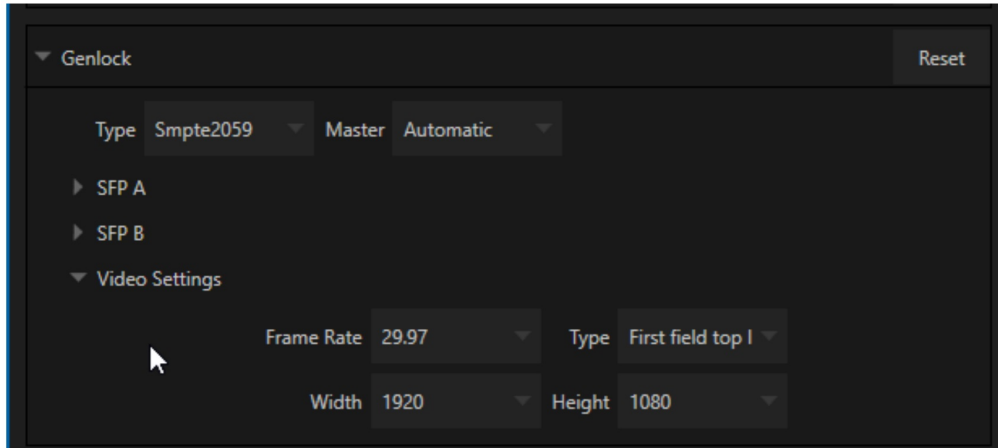 Genlock Reset
Type Smpte2059 Master Automatic
SFP A
SFP B
Video Settings
Frame Rate 29.97 Type First field top l
Width 1920 Height 1080